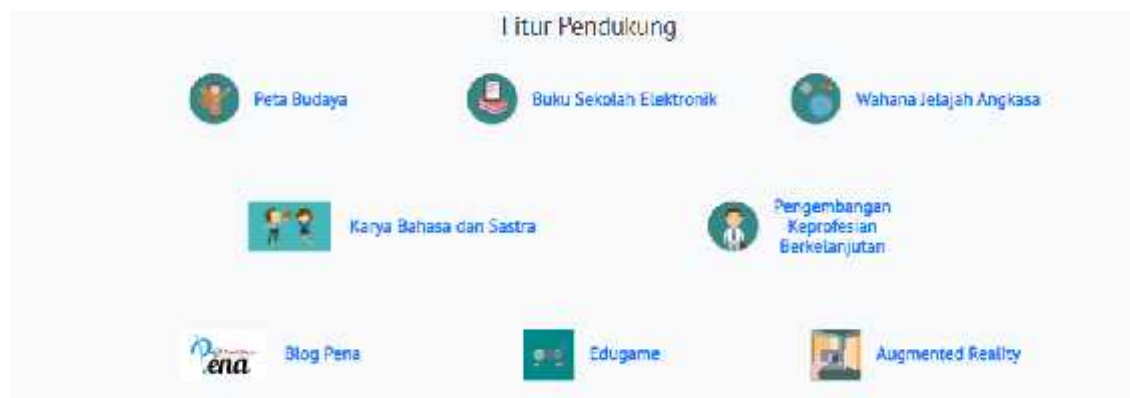 Fitur Pendukung
Peta Budaya
Buku Sekolah Elektronik
Wahana Jelajah Angkasa
Karya Bahasa dan Sastra
Pengembangan
Keprofesian
Berkelanjutan
Pena
Blog Pena
Edugame
Augmented Reality